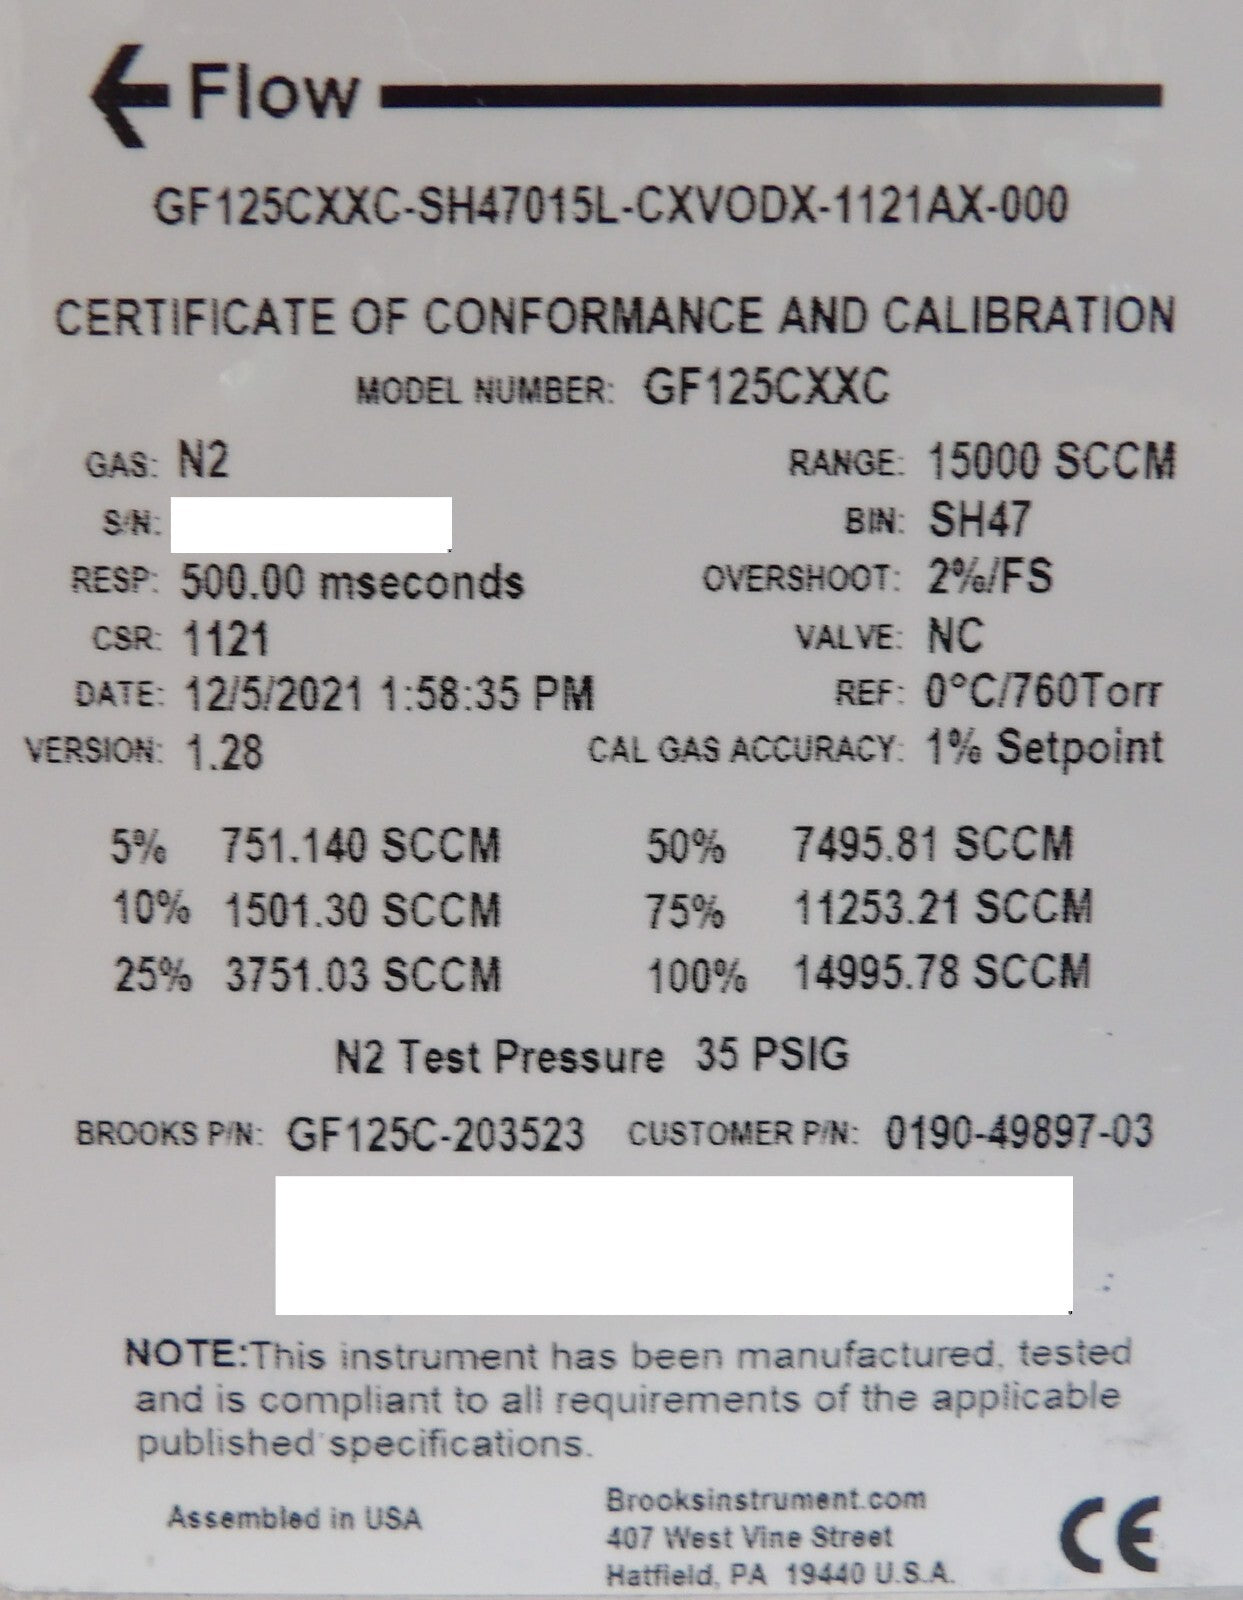 Flow
GF125CXXC-SH47015L-CXVODX-1121AX-000
CERTIFICATE OF CONFORMANCE AND CALIBRATION
MODEL NUMBER: GF125CXXC
GAS: N2 RANGE: 15000 SCCM
S/N: BIN: SH47
RESP: 500.00 mseconds OVERSHOOT: 2%/FS
CSR: 1121 VALVE: NC
DATE: 12/5/2021 1:58:35 PM REF: 0°C/760Torr
VERSION: 1.28 CAL GAS ACCURACY: 1% Setpoint
5% 751.140 SCCM 50% 7495.81 SCCM
10% 1501.30 SCCM 75% 11253.21 SCCM
25% 3751.03 SCCM 100% 14995.78 SCCM
N2 Test Pressure 35 PSIG
BROOKS P/N: GF125C-203523 CUSTOMER P/N: 0190-49897-03
NOTE:This instrument has been manufactured, tested
and is compliant to all requirements of the applicable
published specifications.
Assembled in USA
Brooksinstrument.com
407 West Vine Street
Hatfield, PA 19440 U.S.A.
CE